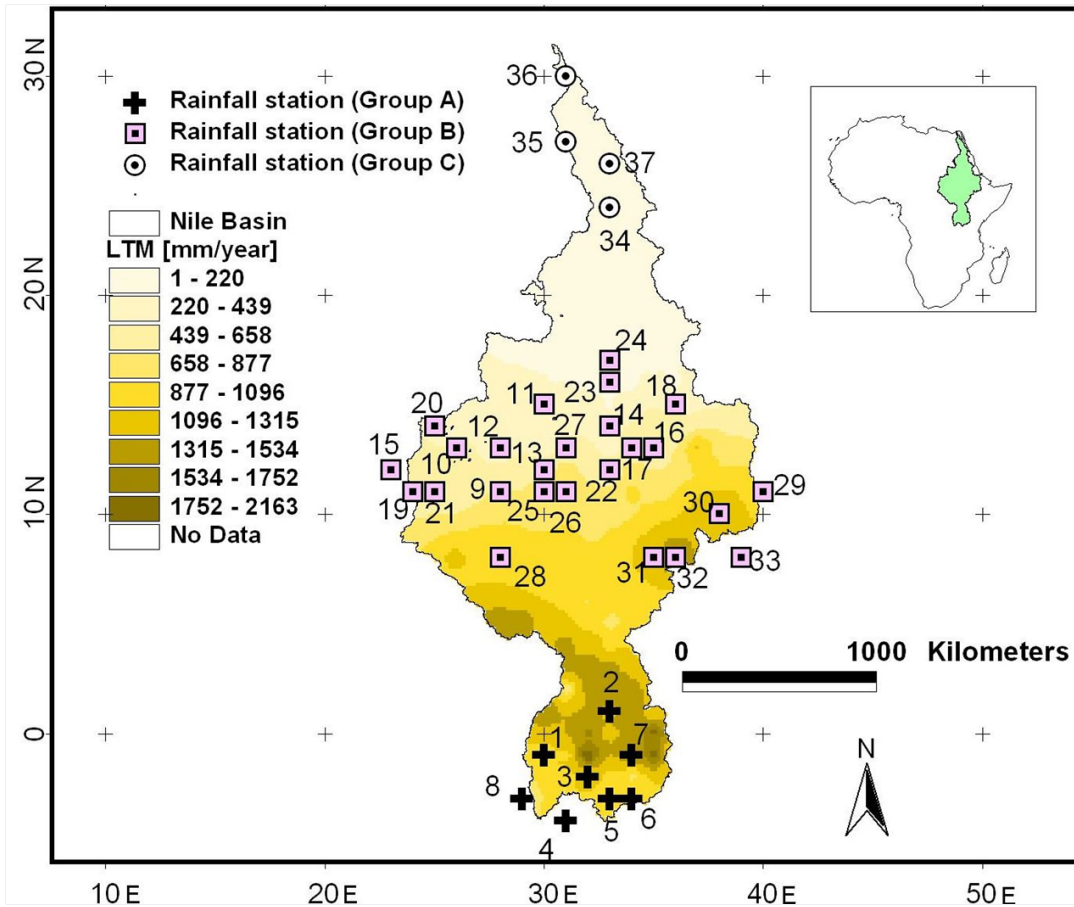 30 N
20 N
10 N
0
10 E
20 E
30 E
40 E
50 E
Rainfall station (Group A)
Rainfall station (Group B)
Rainfall station (Group C)
Nile Basin
LTM [mm/year]
1 - 220
220 - 439
439 - 658
658 - 877
877 - 1096
1096 - 1315
1315 - 1534
1534 - 1752
1752 - 2163
No Data
36
35
37
34
24
23
18
11
14
20
12
27
16
15
10
13
17
9
22
29
19
21
25
26
30
28
31
32
33
0 1000 Kilometers
2
1
7
3
8
5
6
4
N